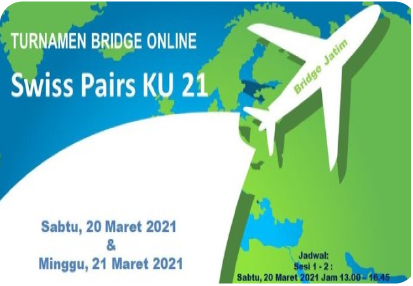 TURNAMEN BRIDGE ONLINE
Swiss Pairs KU 21
Bridge Jatim
Sabtu, 20 Maret 2021
&
Minggu, 21 Maret 2021
Jadwal:
Sesi 1 - 2 :
Sabtu, 20 Maret 2021 Jam 13.00 - 16.45